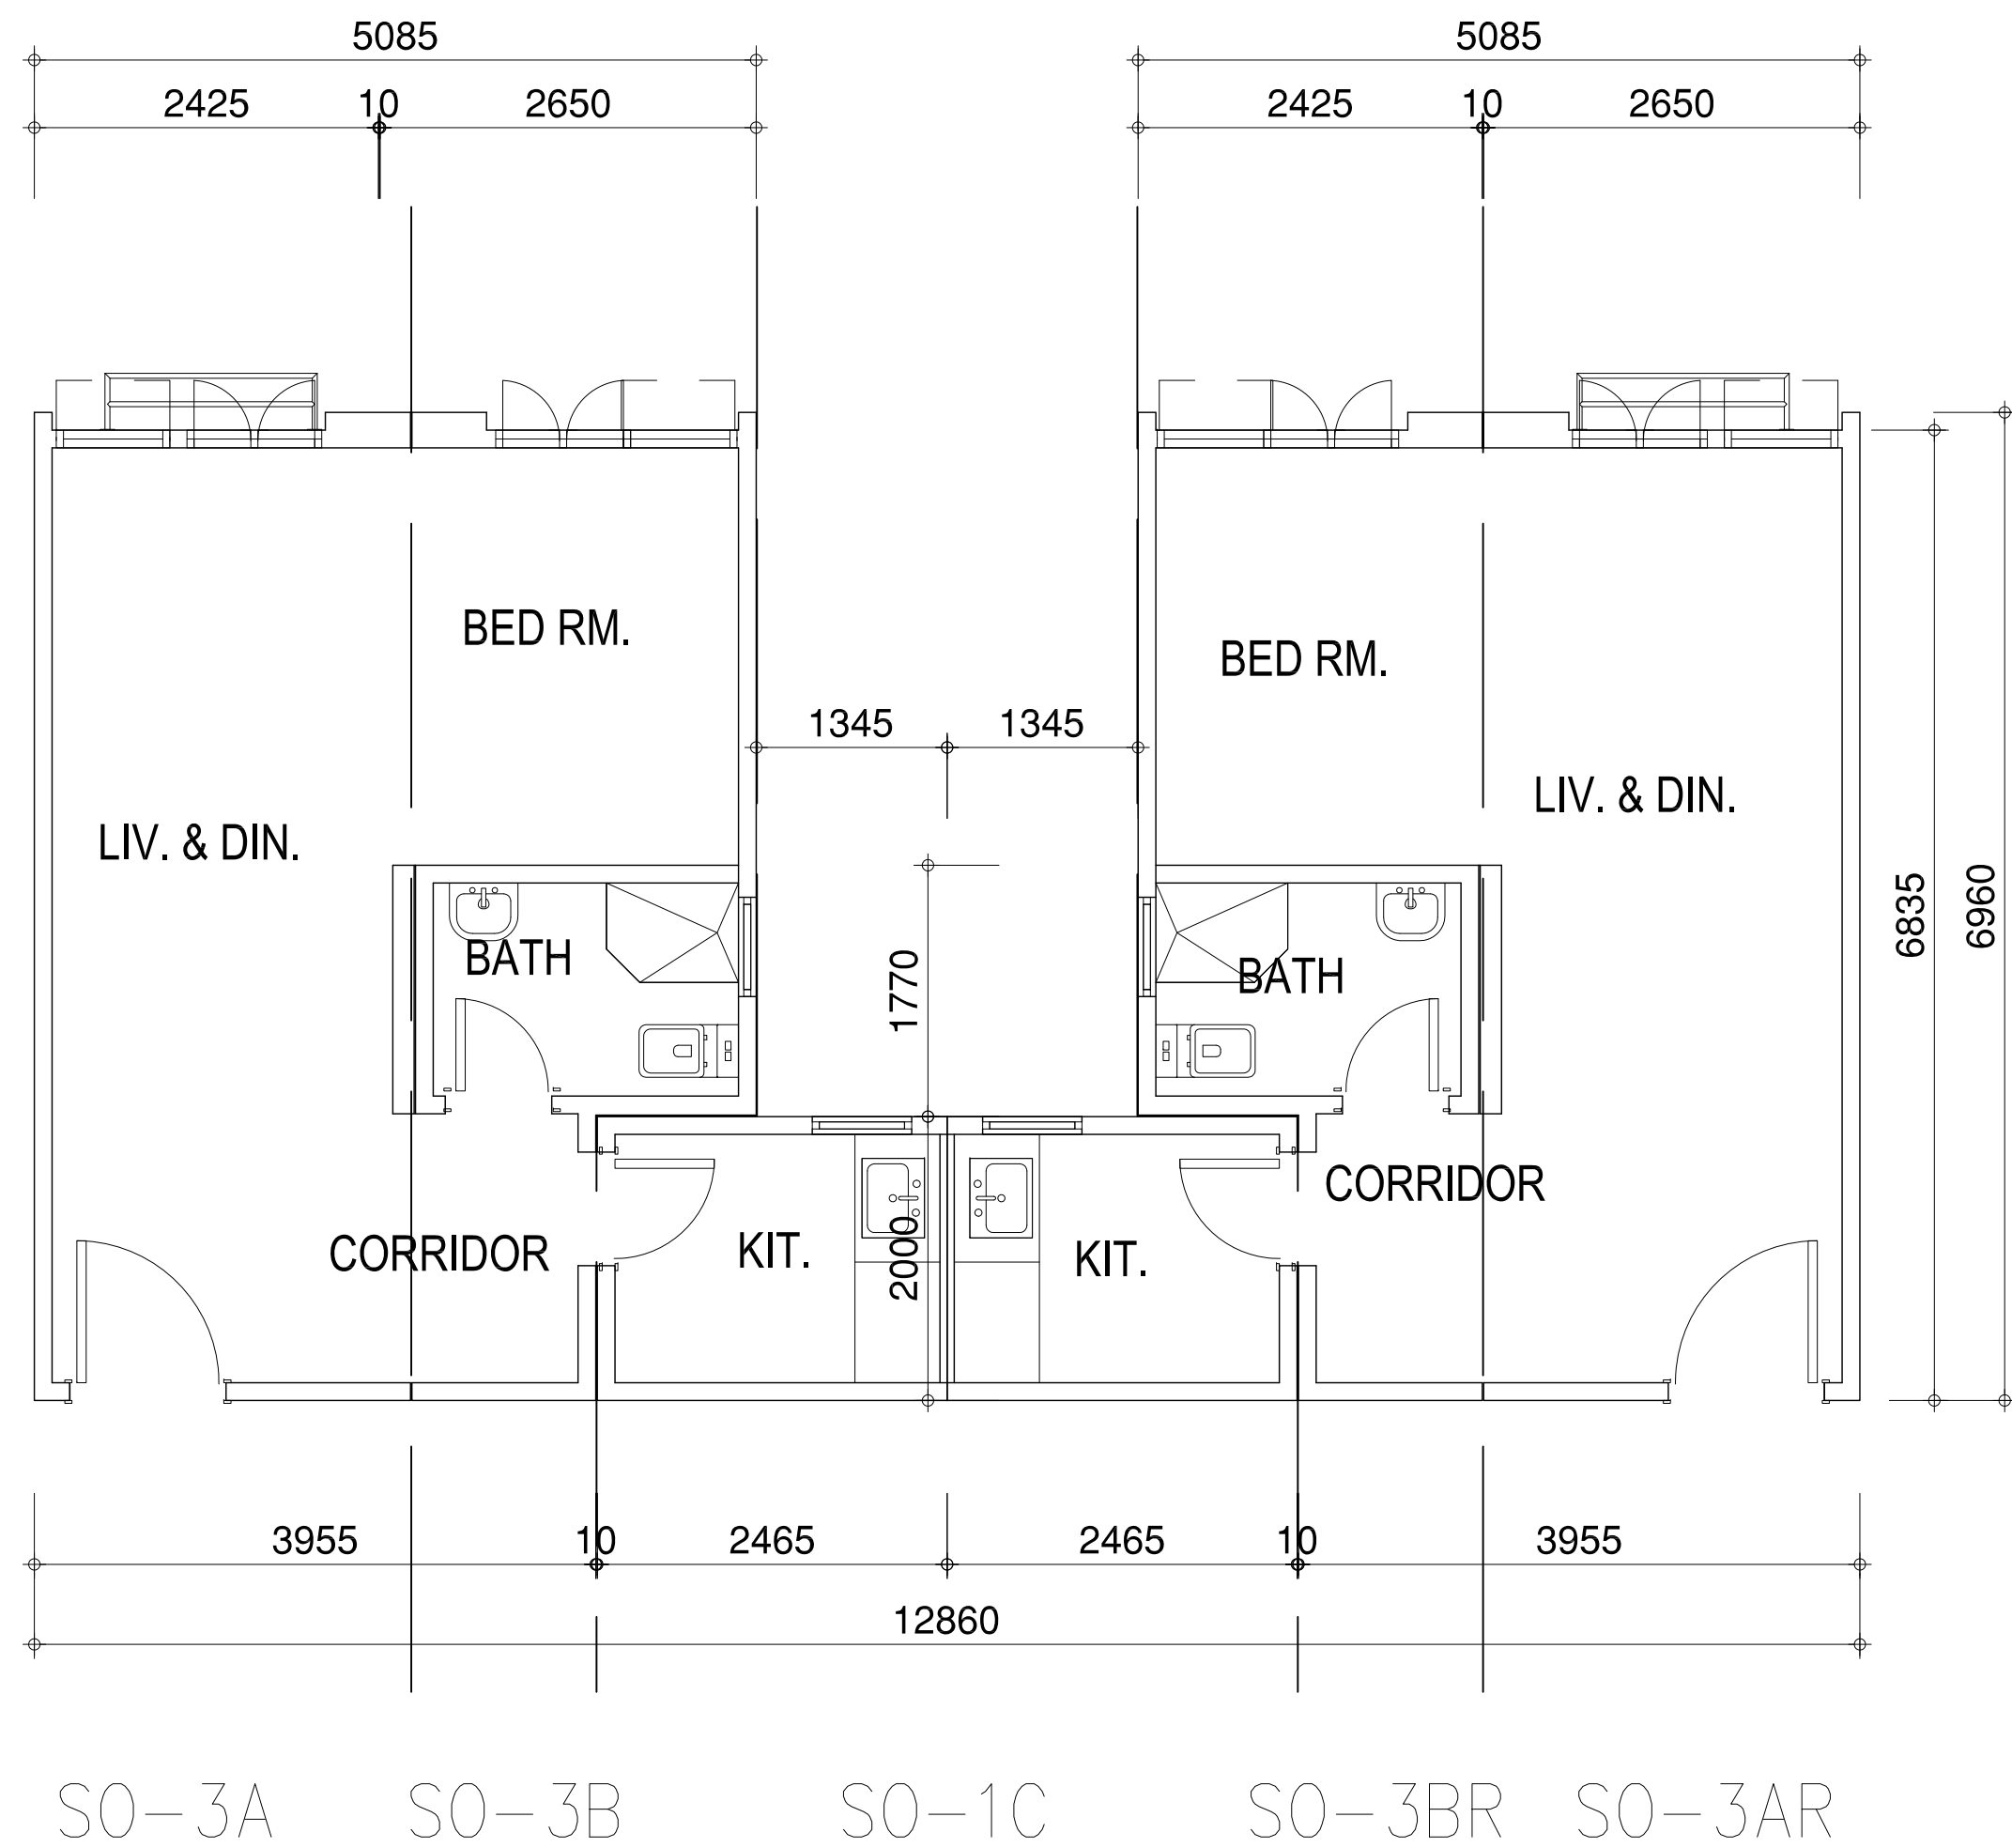 5085 5085
2425 10 2650 2425 10 2650
BED RM. BED RM.
1345 1345
LIV. & DIN. LIV. & DIN.
6835 6960
BATH BATH
1770
CORRIDOR
CORRIDOR KIT. 2000 KIT.
3955 10 2465 2465 10 3955
12860
SO-3A SO-3B SO-1C SO-3BR SO-3AR